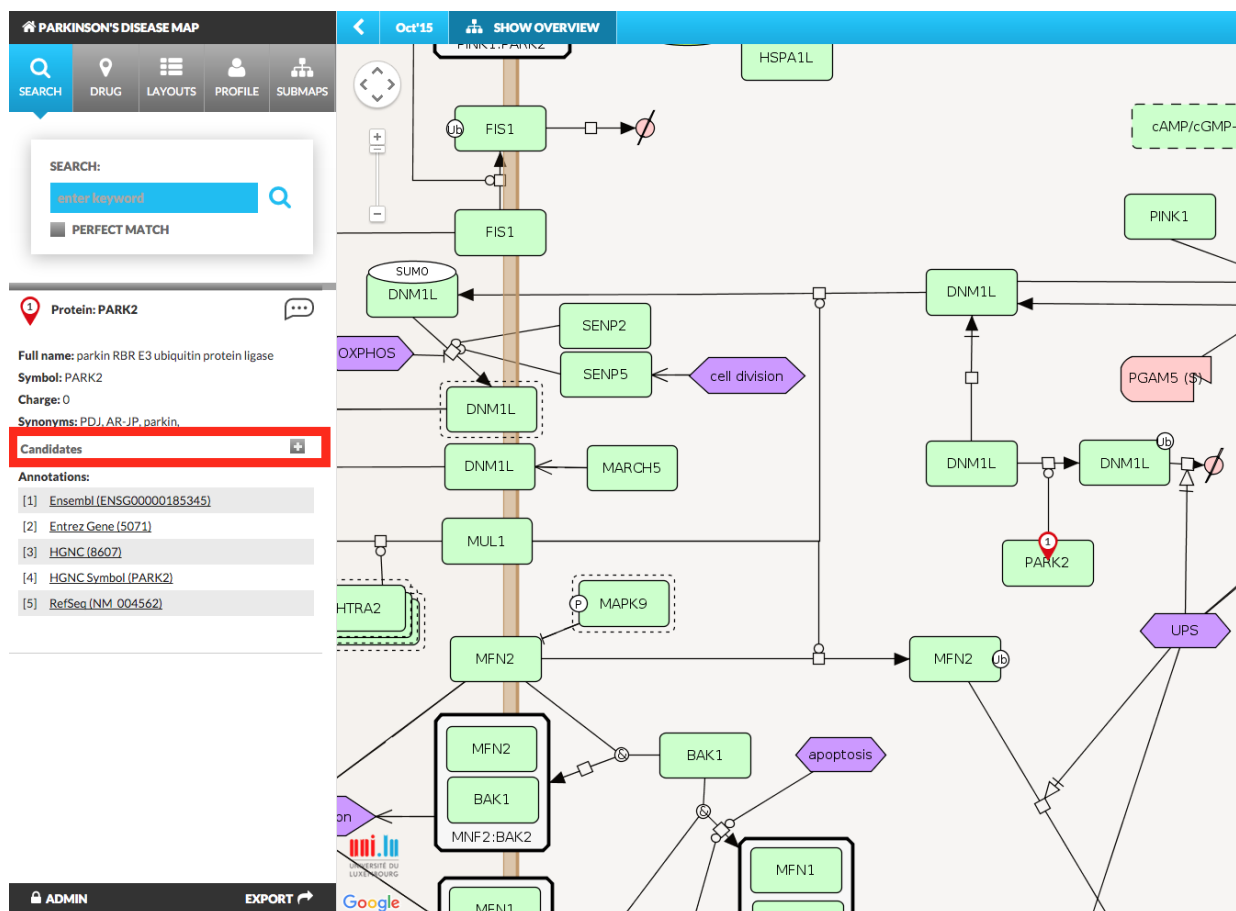 PARKINSON'S DISEASE MAP
Oct'15
SHOW OVERVIEW
SEARCH
DRUG
LAYOUTS
PROFILE
SUBMAPS
SEARCH:
enter keyword
PERFECT MATCH
1
Protein: PARK2
Full name: parkin RBR E3 ubiquitin protein ligase
Symbol: PARK2
Charge: 0
Synonyms: PDJ, AR-JP, parkin,
Candidates
Annotations:
[1] Ensembl (ENSG00000185345)
[2] Entrez Gene (5071)
[3] HGNC (8607)
[4] HGNC Symbol (PARK2)
[5] RefSeq (NM_004562)
ADMIN
EXPORT
PINK1:PARK2
HSPA1L
Ub
FIS1
cAMP/cGMP-
PINK1
FIS1
SUMO
DNM1L
DNM1L
SENP2
OXPHOS
SENP5
cell division
PGAM5 (S)
DNM1L
DNM1L
MARCH5
DNM1L
DNM1L
Ub
MUL1
1
PARK2
HTRA2
P
MAPK9
UPS
MFN2
MFN2
Ub
MFN2
&
BAK1
apoptosis
BAK1
&
on
MNF2:BAK2
uni.lu
UNIVERSITÉ DU
LUXEMBOURG
MFN1
Google
MFN1